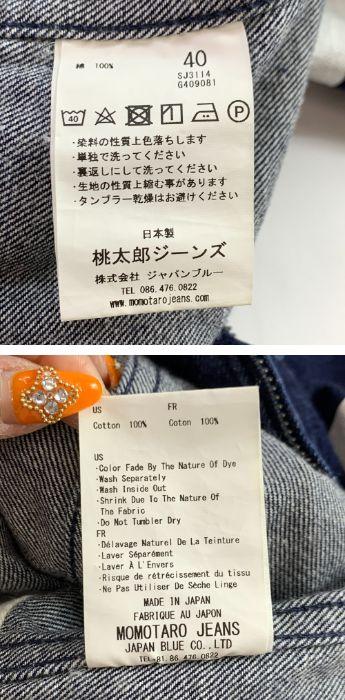 綿 100%
40
SJ3114
G409081
40
P
・染料の性質上色落ちします
・単独で洗ってください
・裏返しにして洗ってください
・生地の性質上縮む事があります
・タンブラー乾燥はお避けください
日本製
桃太郎ジーンズ
株式会社 ジャパンブルー
TEL 086.476.0822
www.momotarojeans.com
US FR
Cotton 100% Coton 100%
US
・Color Fade By The Nature Of Dye
・Wash Separately
・Wash Inside Out
・Shrink Due To The Nature Of
The Fabric
・Do Not Tumbler Dry
FR
・Délavage Naturel De La Teinture
・Laver Séparément
・Laver À L'Envers
・Risque de rétrécissement du tissu
・Ne Pas Utiliser De Sèche Linge
MADE IN JAPAN
FABRIQUE AU JAPON
MOMOTARO JEANS
JAPAN BLUE CO.,LTD
TEL 81.86.476.0822